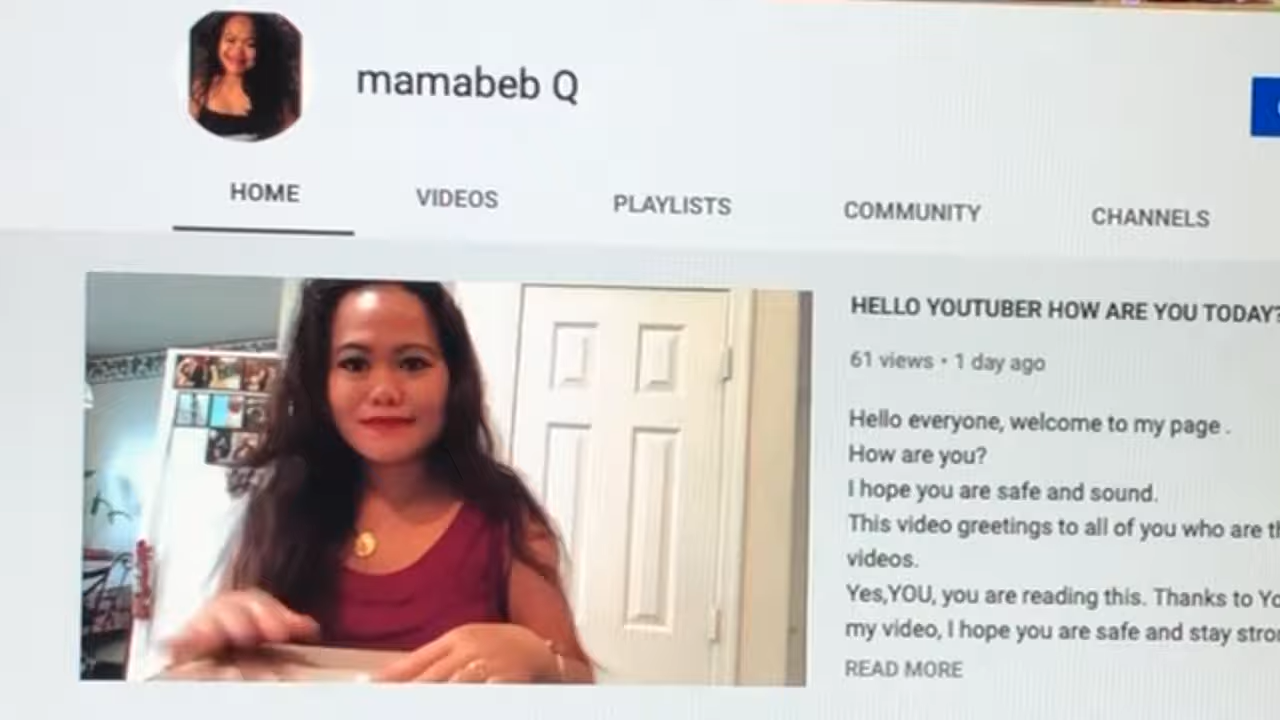 mamabeb Q
HOME VIDEOS PLAYLISTS COMMUNITY CHANNELS
HELLO YOUTUBER HOW ARE YOU TODAY?
61 views • 1 day ago
Hello everyone, welcome to my page .
How are you?
I hope you are safe and sound.
This video greetings to all of you who are
videos.
Yes,YOU, you are reading this. Thanks to
my video, I hope you are safe and stay
READ MORE